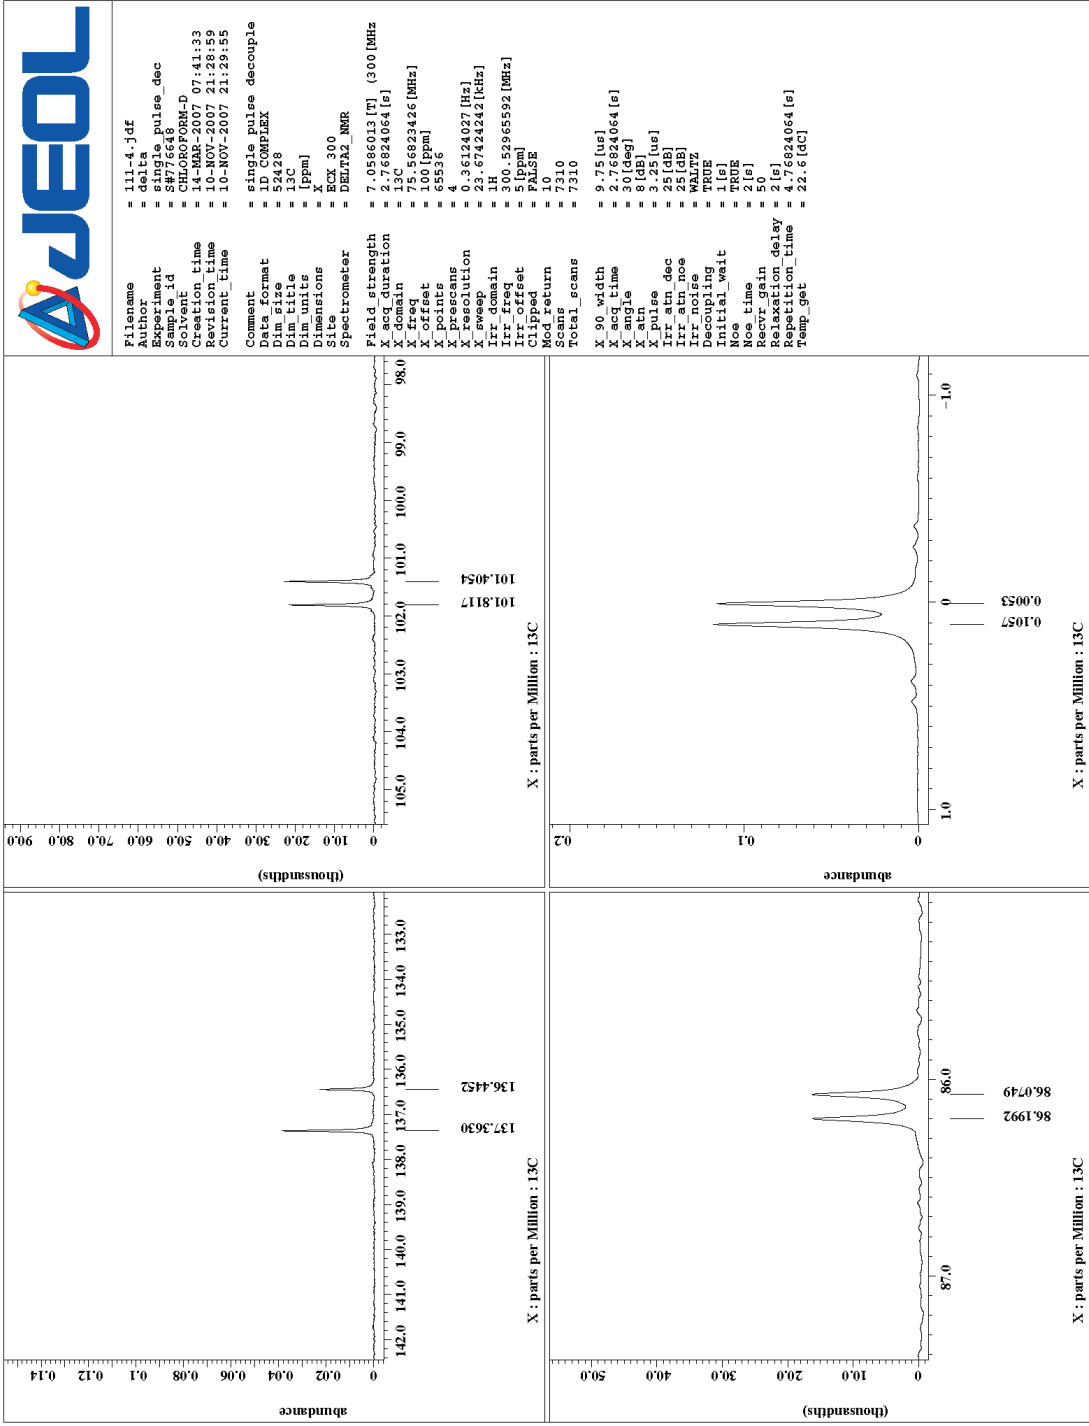 JEOL
Filename = 111-4.jdf
Author = delta
Experiment = single_pulse_dec
Sample_id = S#776648
Solvent = CHLOROFORM-D
Creation_time = 14-MAR-2007 07:41:33
Revision_time = 10-NOV-2007 21:28:59
Current_time = 10-NOV-2007 21:29:55
Comment = single pulse decouple
Data_format = 1D COMPLEX
Dim_size = 52428
Dim_title = 13C
Dim_units = [ppm]
Dimensions = X
Site = ECX 300
Spectrometer = DELTA2_NMR
Field_strength = 7.0586013[T] (300[MHz
X_acq_duration = 2.76824064[s]
X_domain = 13C
X_freq = 75.56823426[MHz]
X_offset = 100[ppm]
X_points = 65536
X_prescans = 4
X_resolution = 0.36124027[Hz]
X_sweep = 23.67424242[kHz]
Irr_domain = 1H
Irr_freq = 300.52965592[MHz]
Irr_offset = 5[ppm]
Clipped = FALSE
Mod_return = 10
Scans = 7310
Total_scans = 7310
X_90_width = 9.75[us]
X_acq_time = 2.76824064[s]
X_angle = 30[deg]
X_atn = 8[dB]
X_pulse = 3.25[us]
Irr_atn_dec = 25[dB]
Irr_atn_noe = 25[dB]
Irr_noise = WALTZ
Decoupling = TRUE
Initial_wait = 1[s]
Noe = TRUE
Noe_time = 2[s]
Recvr_gain = 50
Relaxation_delay = 2[s]
Repetition_time = 4.76824064[s]
Temp_get = 22.6[dC]
abundance
0.14 0.12 0.1 0.08 0.06 0.04 0.02 0
142.0 141.0 140.0 139.0 138.0 137.0 136.0 135.0 134.0 133.0
137.3630
136.4452
X : parts per Million : 13C
(thousandths)
90.0 80.0 70.0 60.0 50.0 40.0 30.0 20.0 10.0 0
105.0 104.0 103.0 102.0 101.0 100.0 99.0 98.0
101.8117
101.4054
X : parts per Million : 13C
(thousandths)
50.0 40.0 30.0 20.0 10.0 0
87.0 86.0
86.1992
86.0749
X : parts per Million : 13C
abundance
0.2 0.1 0
1.0 0 -1.0
0.1057
0.0053
X : parts per Million : 13C